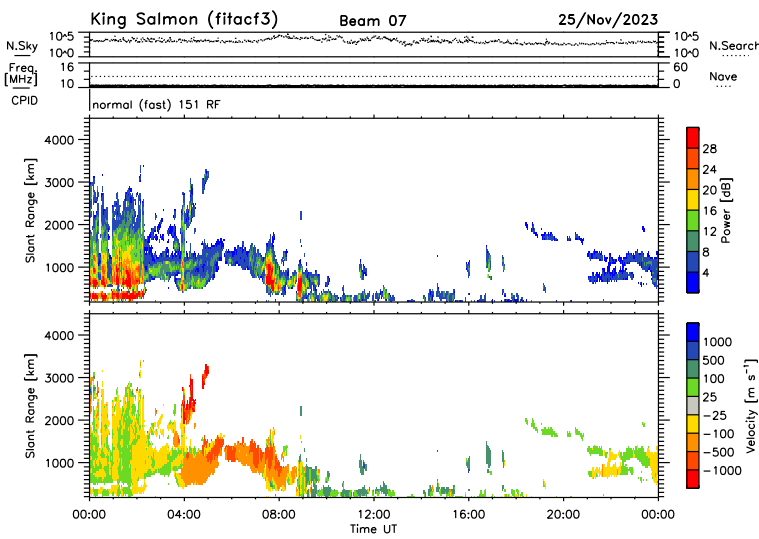 King Salmon (fitacf3) Beam 07 25/Nov/2023
N.Sky 10^5 10^0 10^5 10^0 N.Search
Freq [MHz] 16 10 60 0 Nave
CPID normal (fast) 151 RF
Slant Range [km] 4000 3000 2000 1000
Power [dB] 28 24 20 16 12 8 4
Slant Range [km] 4000 3000 2000 1000
Velocity [m s⁻¹] 1000 500 100 25 −25 −100 −500 −1000
00:00 04:00 08:00 12:00 16:00 20:00 00:00
Time UT